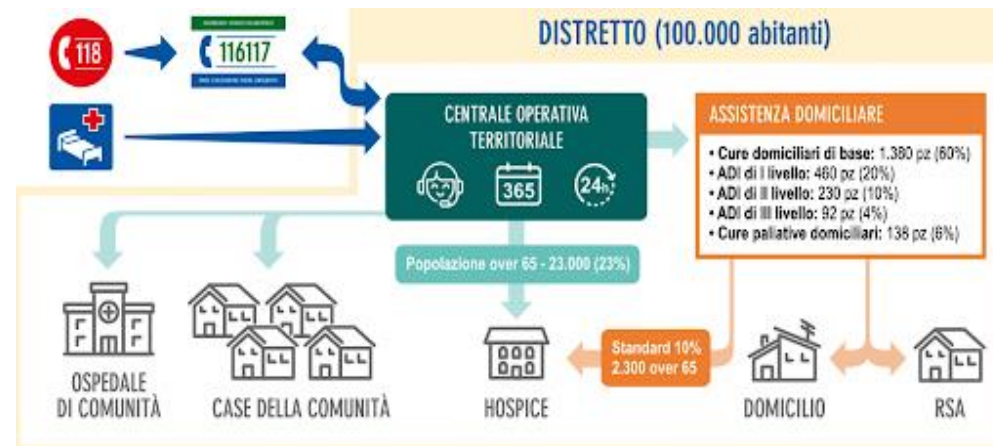 DISTRETTO (100.000 abitanti)
118
116117
CENTRALE OPERATIVA
TERRITORIALE
365
24h
ASSISTENZA DOMICILIARE
• Cure domiciliari di base: 1.380 pz (60%)
• ADI di I livello: 460 pz (20%)
• ADI di II livello: 230 pz (10%)
• ADI di III livello: 92 pz (4%)
• Cure palliative domiciliari: 138 pz (6%)
Popolazione over 65 - 23.000 (23%)
Standard 10%
2.300 over 65
OSPEDALE
DI COMUNITÀ
CASE DELLA COMUNITÀ
HOSPICE
DOMICILIO
RSA